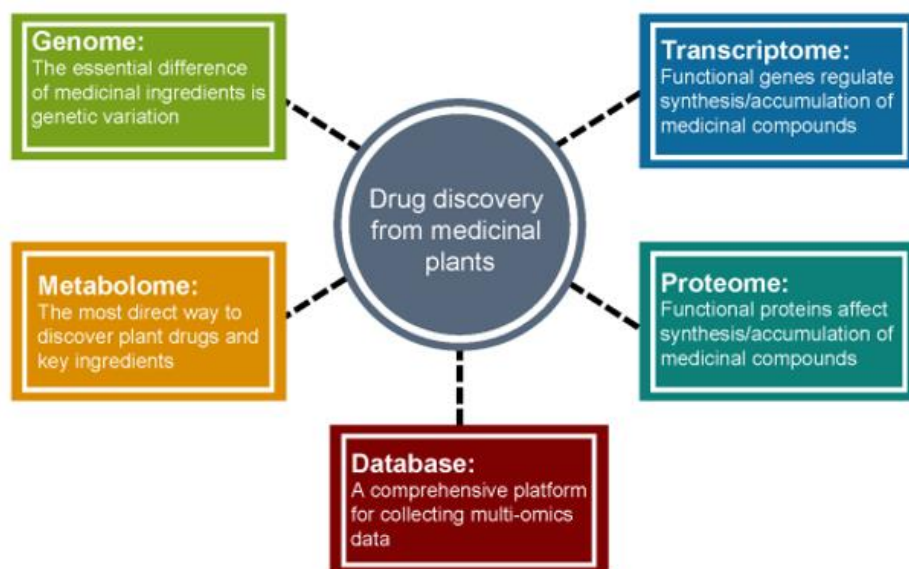 Genome:
The essential difference
of medicinal ingredients is
genetic variation
Transcriptome:
Functional genes regulate
synthesis/accumulation of
medicinal compounds
Drug discovery
from medicinal
plants
Metabolome:
The most direct way to
discover plant drugs and
key ingredients
Proteome:
Functional proteins affect
synthesis/accumulation of
medicinal compounds
Database:
A comprehensive platform
for collecting multi-omics
data